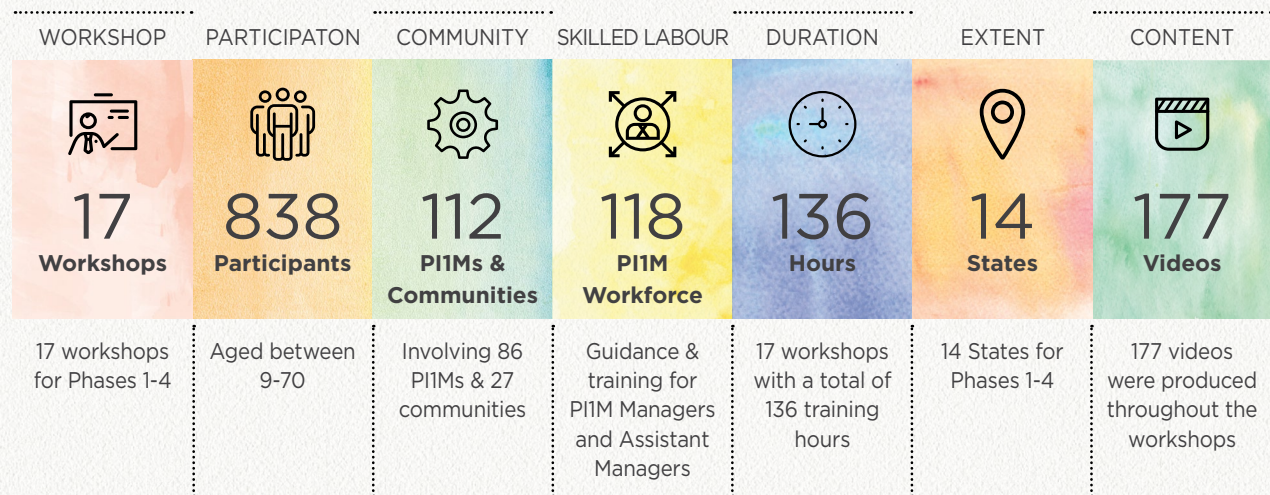 WORKSHOP
17
Workshops
17 workshops
for Phases 1-4
PARTICIPATON
838
Participants
Aged between
9-70
COMMUNITY
112
PI1Ms &
Communities
Involving 86
PI1Ms & 27
communities
SKILLED LABOUR
118
PI1M
Workforce
Guidance &
training for
PI1M Managers
and Assistant
Managers
DURATION
136
Hours
17 workshops
with a total of
136 training
hours
EXTENT
14
States
14 States for
Phases 1-4
CONTENT
177
Videos
177 videos
were produced
throughout the
workshops